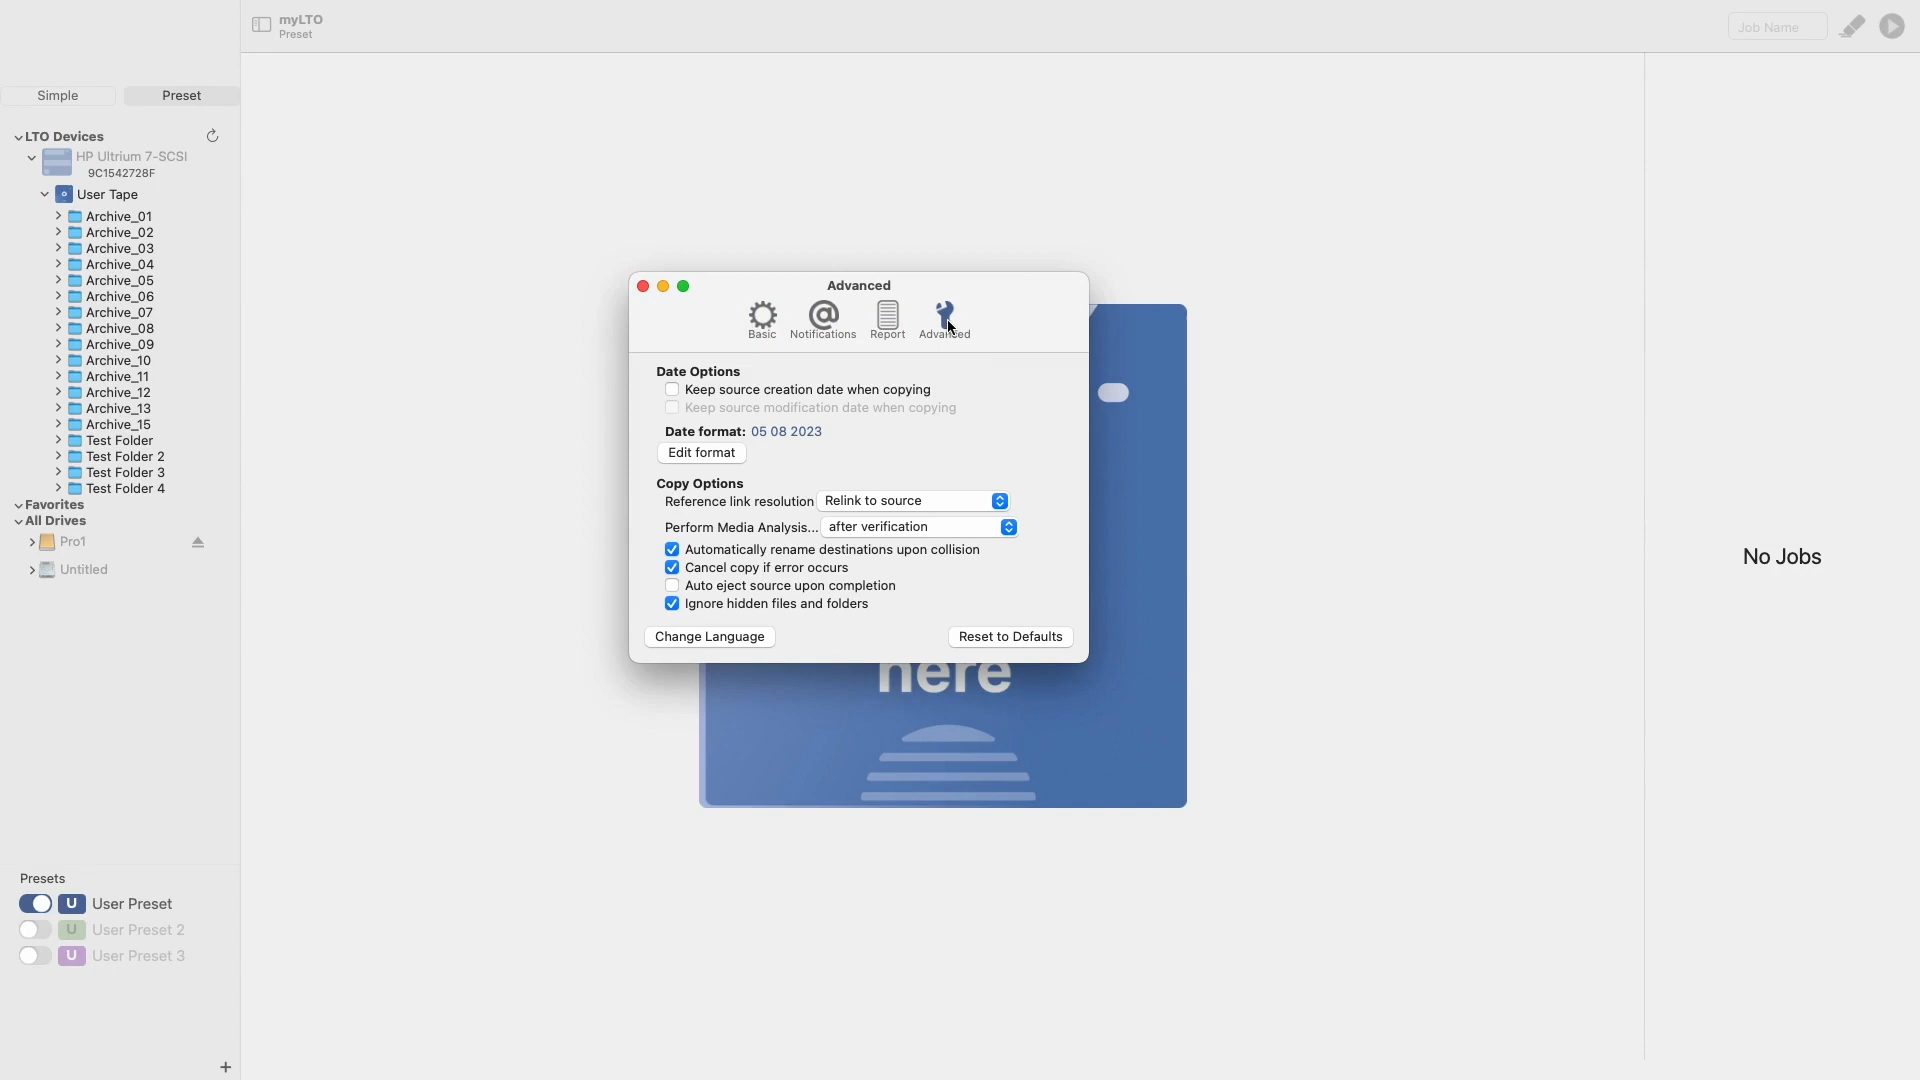 myLTO
Preset
Job Name
Simple
Preset
LTO Devices
HP Ultrium 7-SCSI
9C1542728F
User Tape
Archive_01
Archive_02
Archive_03
Archive_04
Archive_05
Archive_06
Archive_07
Archive_08
Archive_09
Archive_10
Archive_11
Archive_12
Archive_13
Archive_15
Test Folder
Test Folder 2
Test Folder 3
Test Folder 4
Favorites
All Drives
Pro1
Untitled
Presets
U User Preset
U User Preset 2
U User Preset 3
Advanced
Basic Notifications Report Advanced
Date Options
Keep source creation date when copying
Keep source modification date when copying
Date format: 05 08 2023
Edit format
Copy Options
Reference link resolution Relink to source
Perform Media Analysis... after verification
Automatically rename destinations upon collision
Cancel copy if error occurs
Auto eject source upon completion
Ignore hidden files and folders
Change Language Reset to Defaults
here
No Jobs